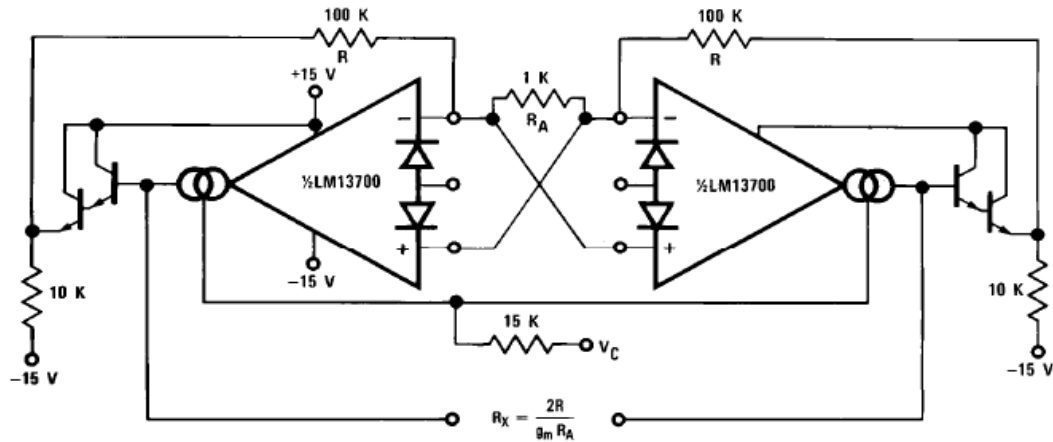 100 K
R
100 K
R
+15 V
1 K
R_A
−
−
½LM13700
½LM13700
+
+
−15 V
10 K
10 K
15 K
V_C
−15 V
−15 V
R_X = 2R / g_m R_A